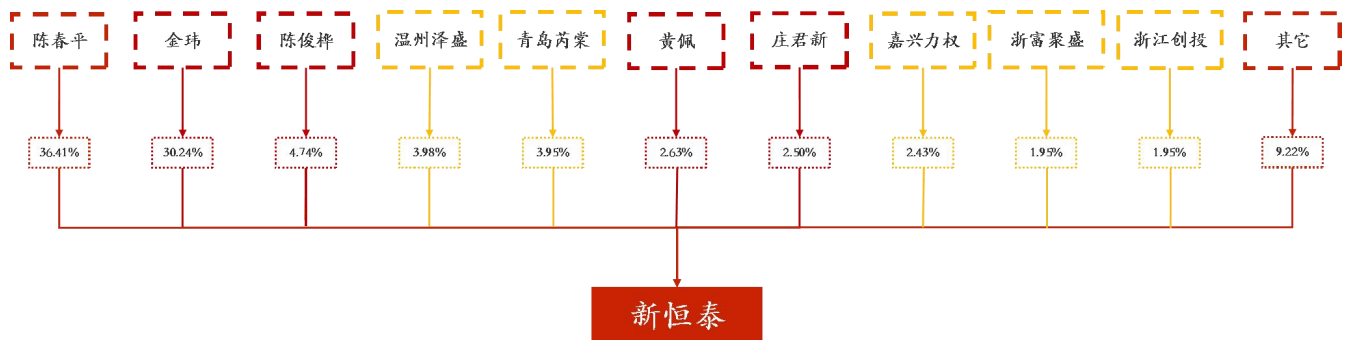 陈春平 金玮 陈俊桦 温州泽盛 青岛芮棠 黄佩 庄君新 嘉兴力权 浙富聚盛 浙江创投 其它
36.41% 30.24% 4.74% 3.98% 3.95% 2.63% 2.50% 2.43% 1.95% 1.95% 9.22%
新恒泰